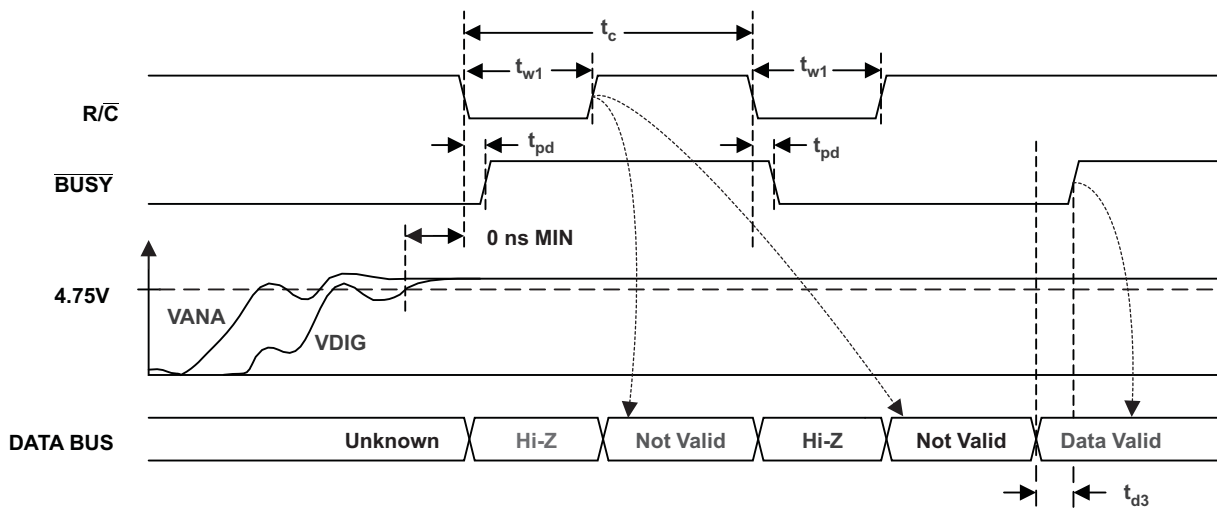 t_c
t_w1
t_w1
R/C̅
t_pd
t_pd
B̅U̅S̅Y̅
0 ns MIN
4.75V
VANA
VDIG
DATA BUS
Unknown
Hi-Z
Not Valid
Hi-Z
Not Valid
Data Valid
t_d3